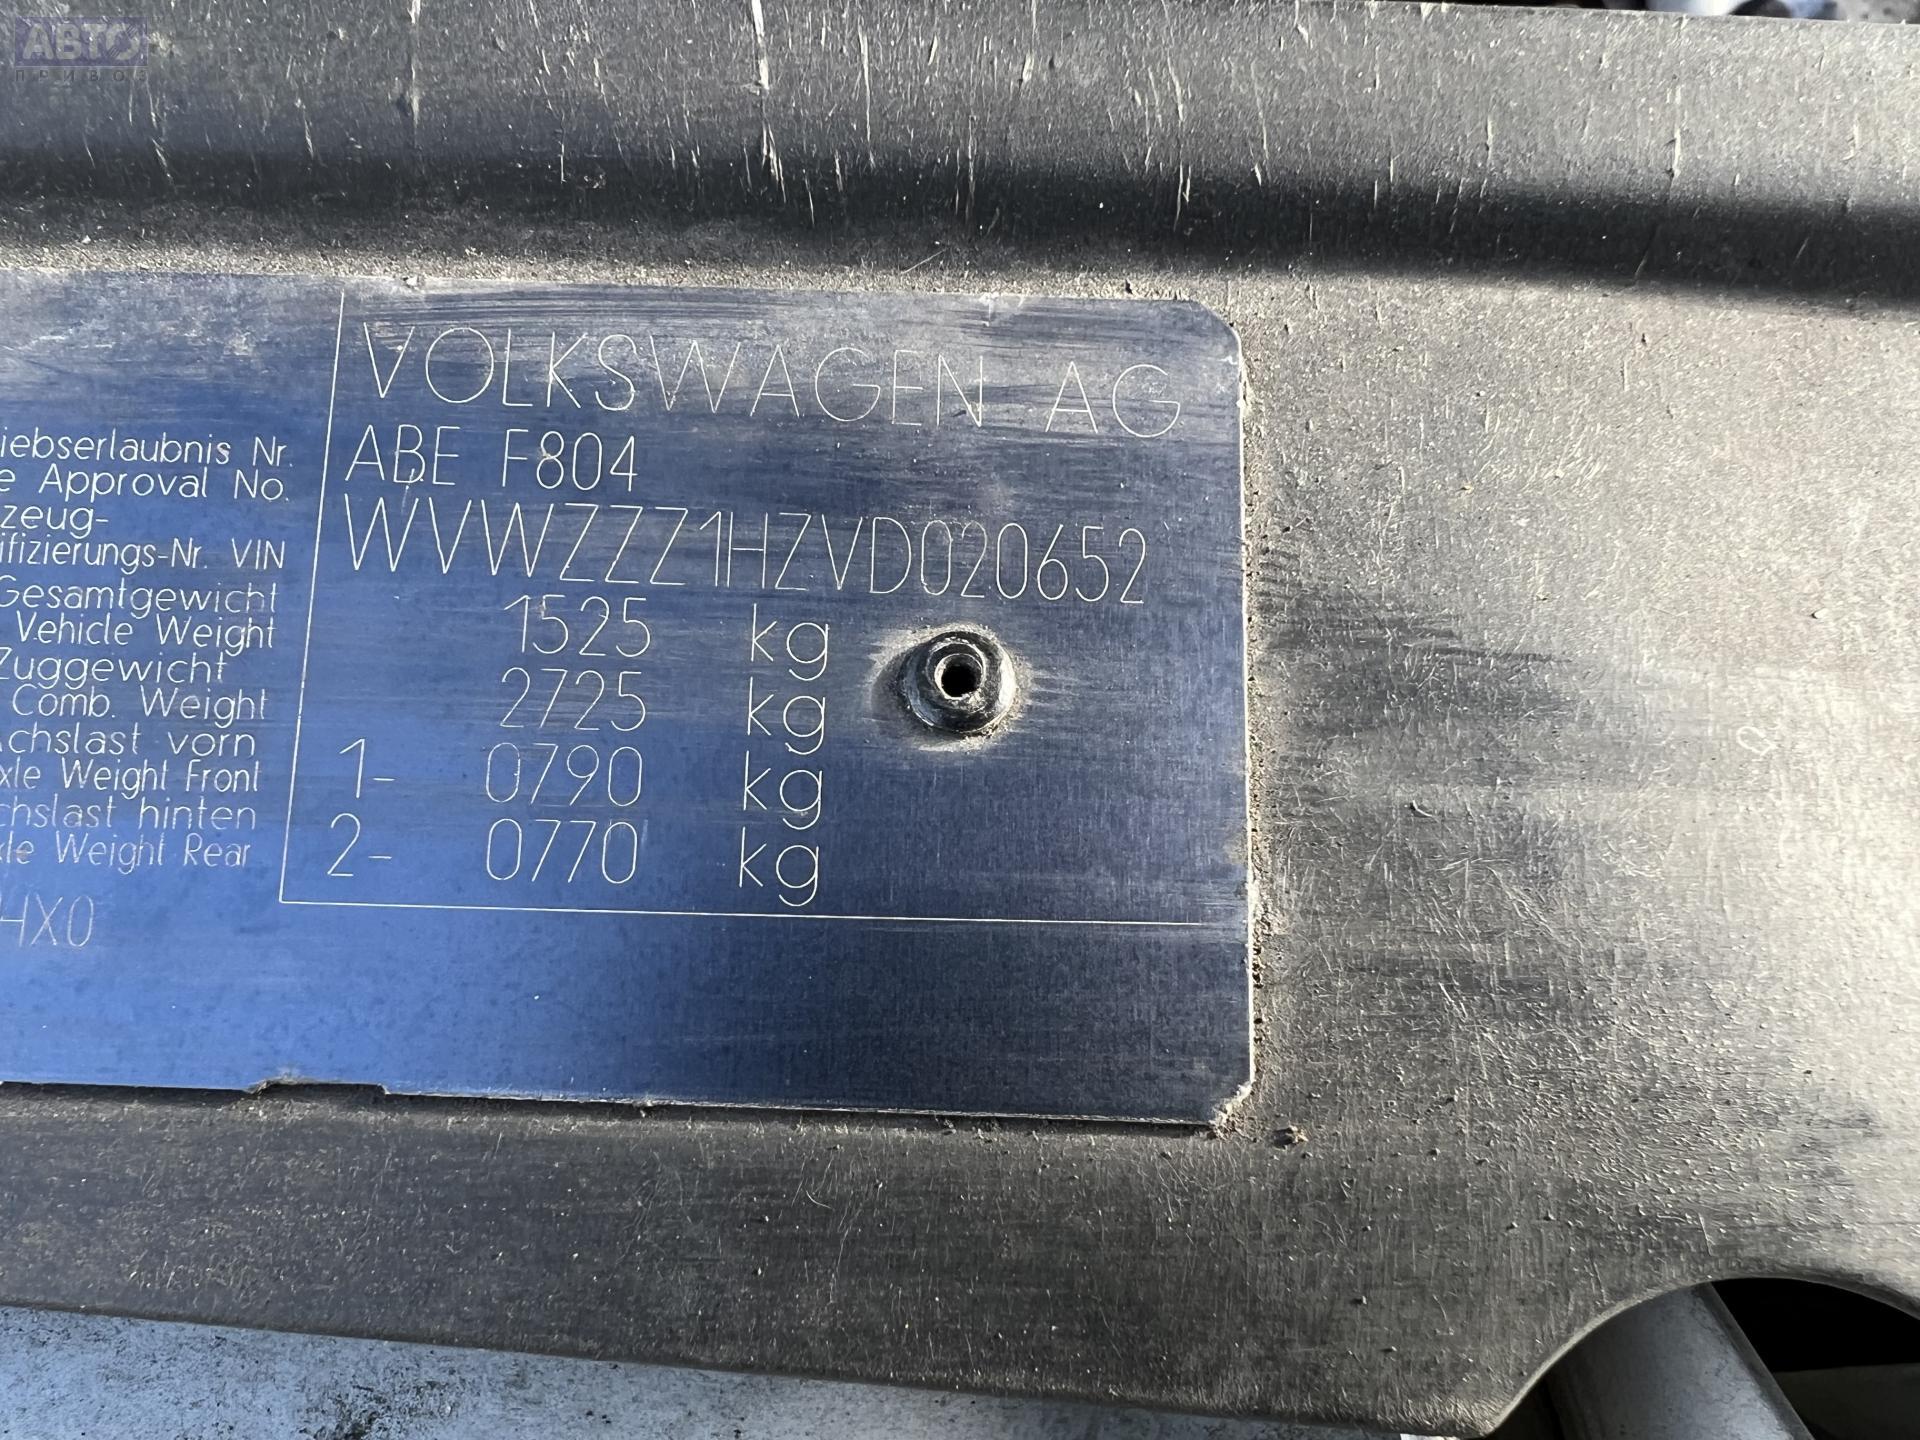 АВТО
ПРИВОЗ
VOLKSWAGEN AG
iebserlaubnis Nr. ABE F804
e Approval No.
zeug-
ifizierungs-Nr. VIN WVWZZZ1HZVD020652
Gesamtgewicht 1525 kg
Vehicle Weight
Zuggewicht 2725 kg
Comb. Weight
Achslast vorn 1- 0790 kg
xle Weight Front
chslast hinten 2- 0770 kg
xle Weight Rear
HX0